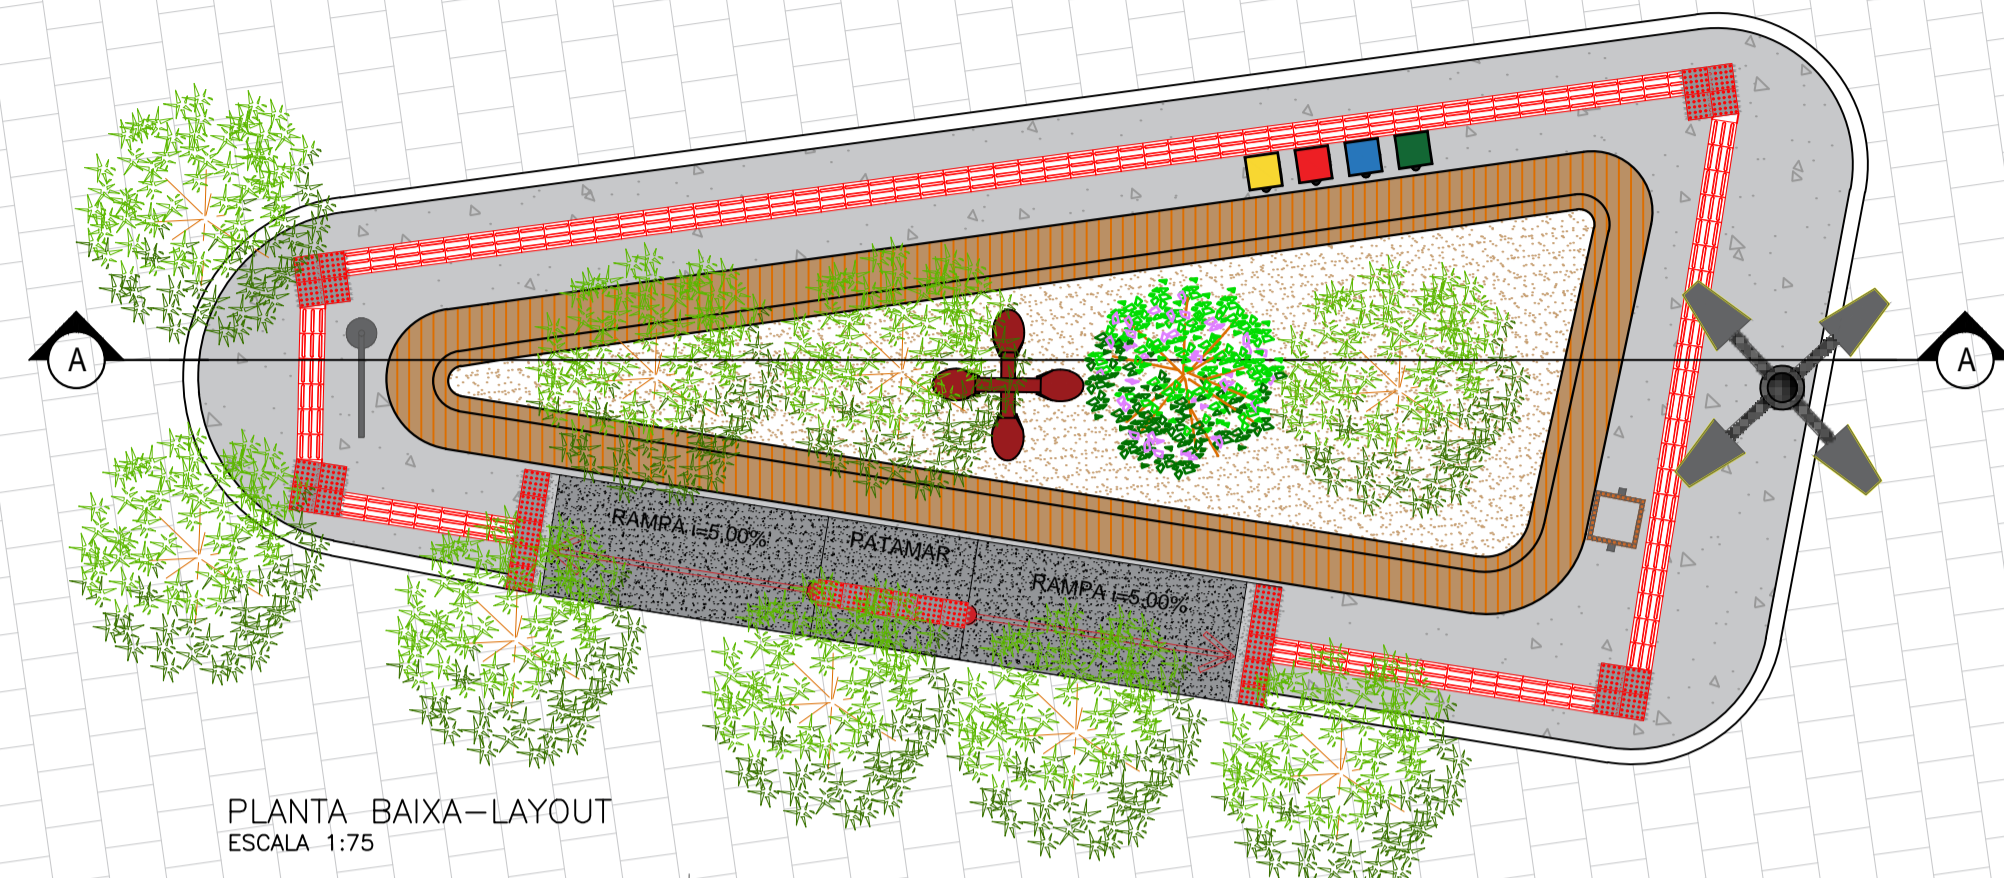 A
A
RAMPA i=5,00%
PATAMAR
RAMPA i=5,00%
PLANTA BAIXA-LAYOUT
ESCALA 1:75